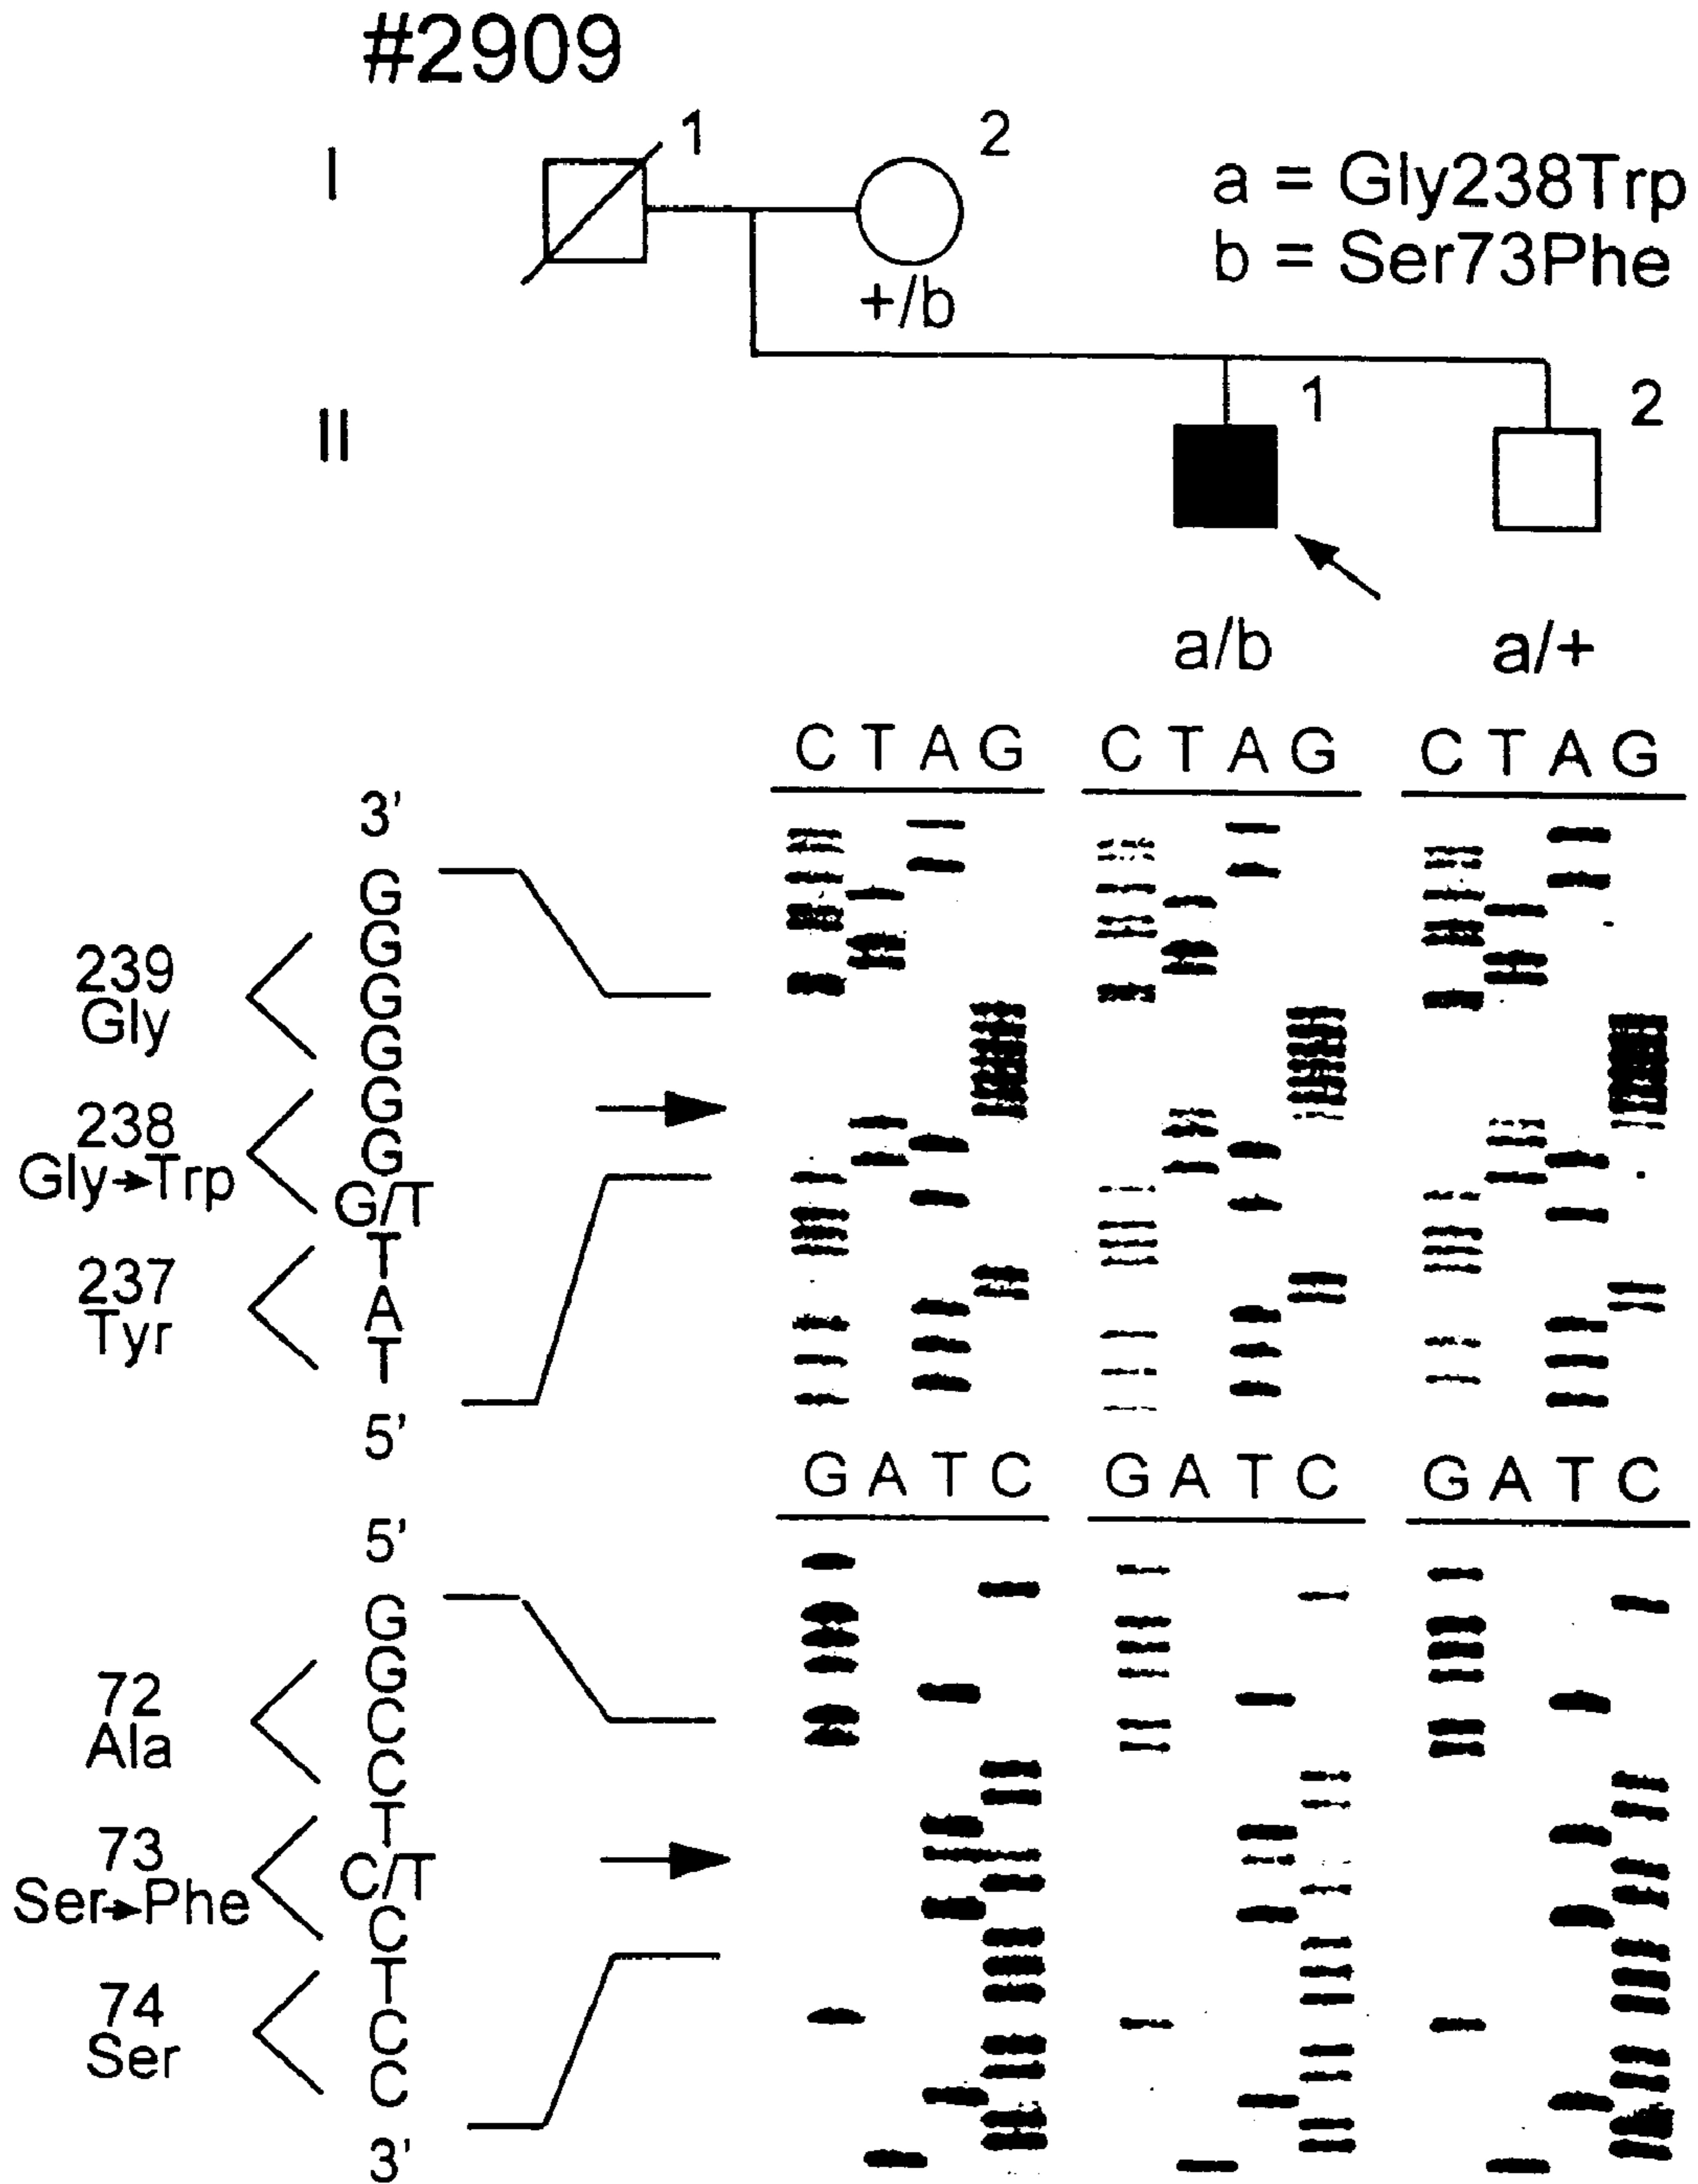 #2909
I
1
2
a = Gly238Trp
b = Ser73Phe
+/b
II
1
2
a/b
a/+
C T A G
C T A G
C T A G
3'
G
G
G
G
G
G
G/T
T
A
T
5'
239
Gly
238
Gly→Trp
237
Tyr
G A T C
G A T C
G A T C
5'
G
G
C
C
T
C/T
C
T
C
C
3'
72
Ala
73
Ser→Phe
74
Ser